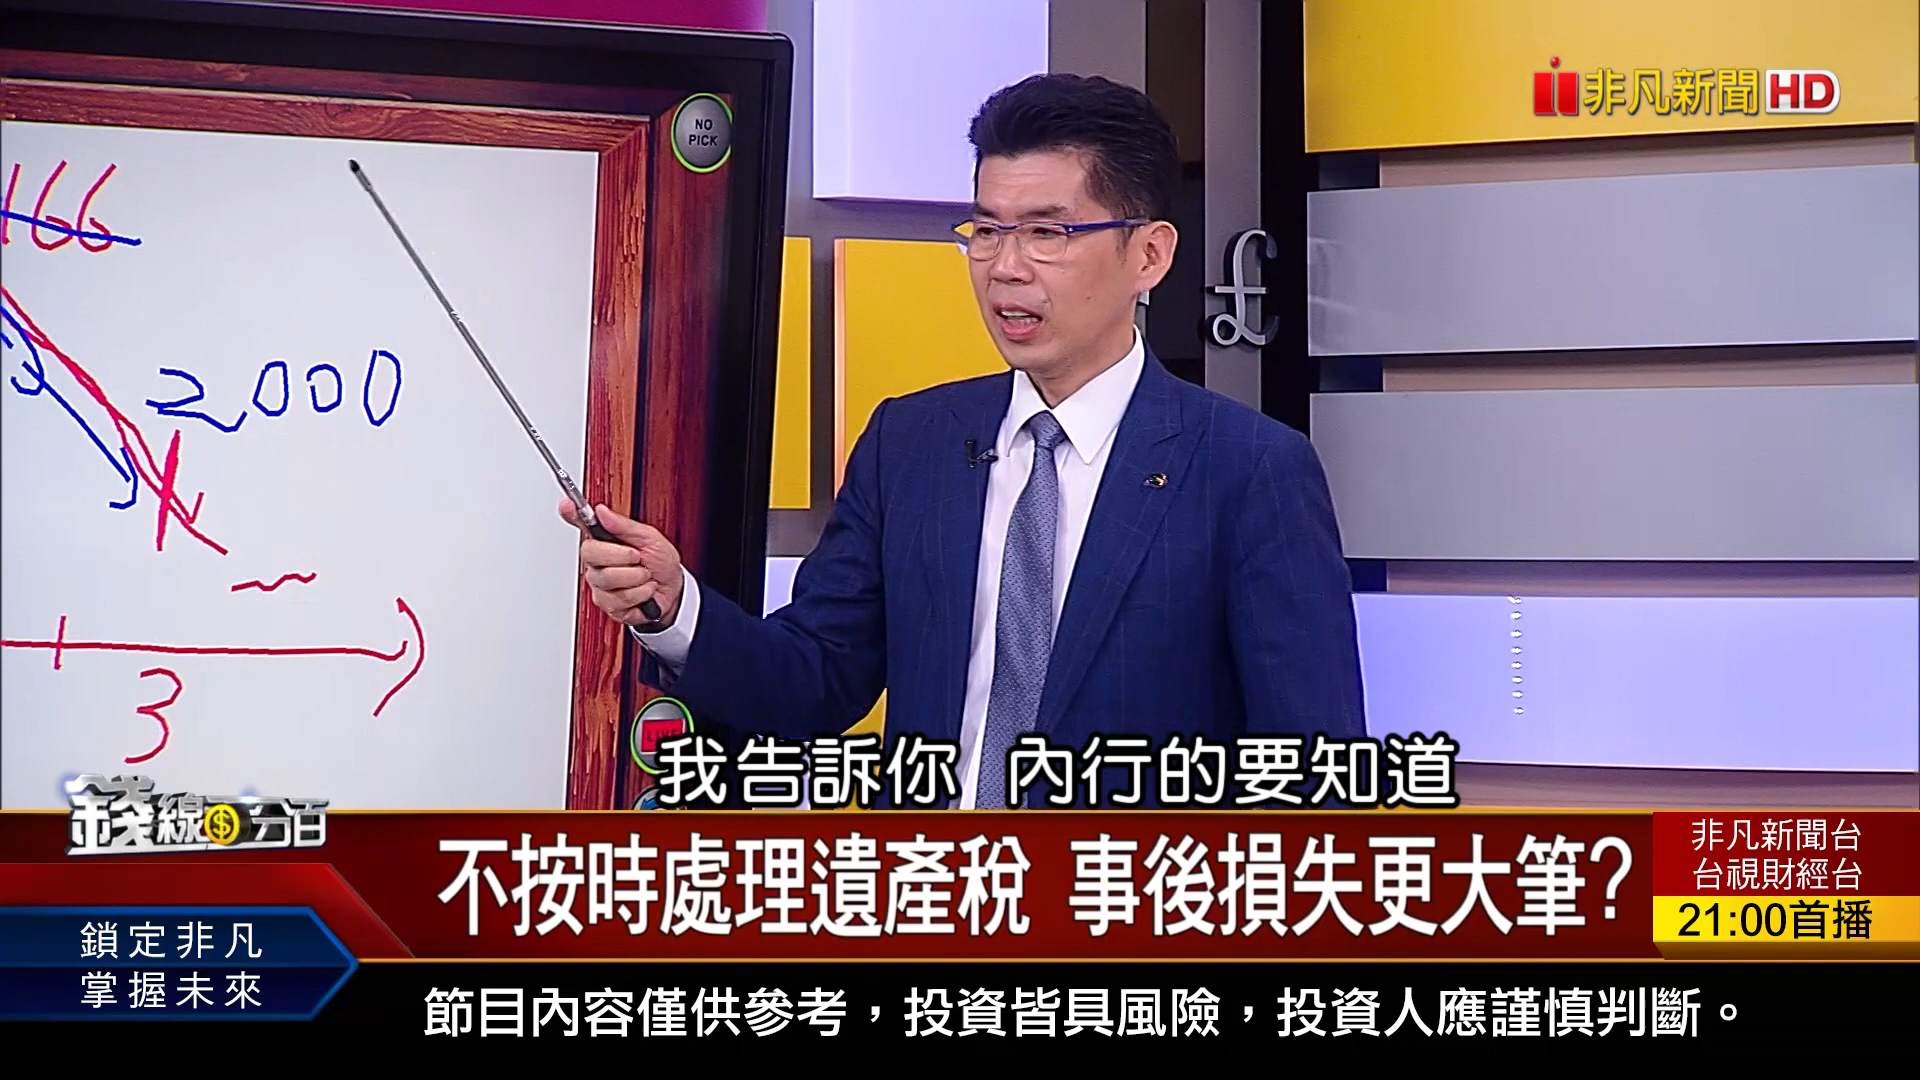 非凡新聞HD
NO
PICK
166
2,000
3
LIVE
我告訴你 內行的要知道
錢線百分百
不按時處理遺產稅 事後損失更大筆?
非凡新聞台
台視財經台
21:00首播
鎖定非凡
掌握未來
節目內容僅供參考，投資皆具風險，投資人應謹慎判斷。